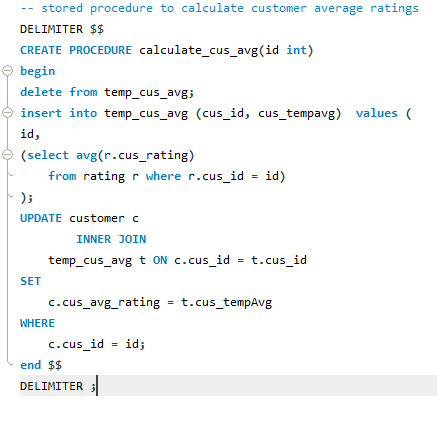 -- stored procedure to calculate customer average ratings
DELIMITER $$
CREATE PROCEDURE calculate_cus_avg(id int)
begin
delete from temp_cus_avg;
insert into temp_cus_avg (cus_id, cus_tempavg)  values (
id,
(select avg(r.cus_rating)
    from rating r where r.cus_id = id)
);
UPDATE customer c
        INNER JOIN
    temp_cus_avg t ON c.cus_id = t.cus_id
SET
    c.cus_avg_rating = t.cus_tempAvg
WHERE
    c.cus_id = id;
end $$
DELIMITER ;